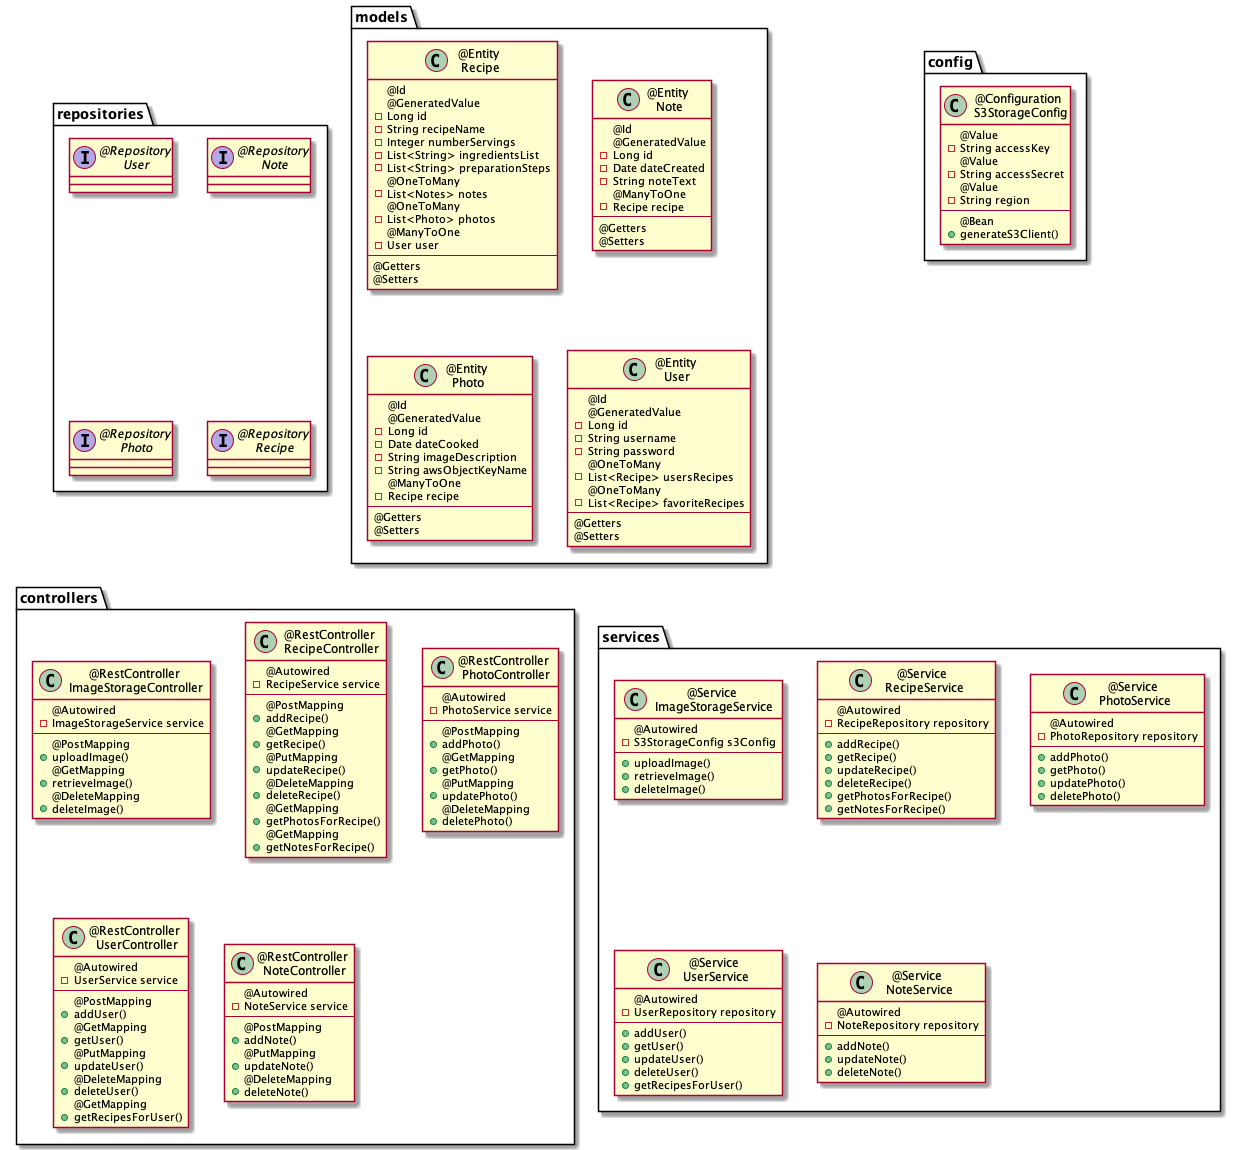 repositories
I
@Repository
User
I
@Repository
Note
I
@Repository
Photo
I
@Repository
Recipe
models
C
@Entity
Recipe
@Id
@GeneratedValue
Long id
String recipeName
Integer numberServings
List<String> ingredientsList
List<String> preparationSteps
@OneToMany
List<Notes> notes
@OneToMany
List<Photo> photos
@ManyToOne
User user
@Getters
@Setters
C
@Entity
Note
@Id
@GeneratedValue
Long id
Date dateCreated
String noteText
@ManyToOne
Recipe recipe
@Getters
@Setters
C
@Entity
Photo
@Id
@GeneratedValue
Long id
Date dateCooked
String imageDescription
String awsObjectKeyName
@ManyToOne
Recipe recipe
@Getters
@Setters
C
@Entity
User
@Id
@GeneratedValue
Long id
String username
String password
@OneToMany
List<Recipe> usersRecipes
@OneToMany
List<Recipe> favoriteRecipes
@Getters
@Setters
config
C
@Configuration
S3StorageConfig
@Value
String accessKey
@Value
String accessSecret
@Value
String region
@Bean
generateS3Client()
controllers
C
@RestController
ImageStorageController
@Autowired
ImageStorageService service
@PostMapping
uploadImage()
@GetMapping
retrieveImage()
@DeleteMapping
deleteImage()
C
@RestController
RecipeController
@Autowired
RecipeService service
@PostMapping
addRecipe()
@GetMapping
getRecipe()
@PutMapping
updateRecipe()
@DeleteMapping
deleteRecipe()
@GetMapping
getPhotosForRecipe()
@GetMapping
getNotesForRecipe()
C
@RestController
PhotoController
@Autowired
PhotoService service
@PostMapping
addPhoto()
@GetMapping
getPhoto()
@PutMapping
updatePhoto()
@DeleteMapping
deletePhoto()
C
@RestController
UserController
@Autowired
UserService service
@PostMapping
addUser()
@GetMapping
getUser()
@PutMapping
updateUser()
@DeleteMapping
deleteUser()
@GetMapping
getRecipesForUser()
C
@RestController
NoteController
@Autowired
NoteService service
@PostMapping
addNote()
@PutMapping
updateNote()
@DeleteMapping
deleteNote()
services
C
@Service
ImageStorageService
@Autowired
S3StorageConfig s3Config
uploadImage()
retrieveImage()
deleteImage()
C
@Service
RecipeService
@Autowired
RecipeRepository repository
addRecipe()
getRecipe()
updateRecipe()
deleteRecipe()
getPhotosForRecipe()
getNotesForRecipe()
C
@Service
PhotoService
@Autowired
PhotoRepository repository
addPhoto()
getPhoto()
updatePhoto()
deletePhoto()
C
@Service
UserService
@Autowired
UserRepository repository
addUser()
getUser()
updateUser()
deleteUser()
getRecipesForUser()
C
@Service
NoteService
@Autowired
NoteRepository repository
addNote()
updateNote()
deleteNote()